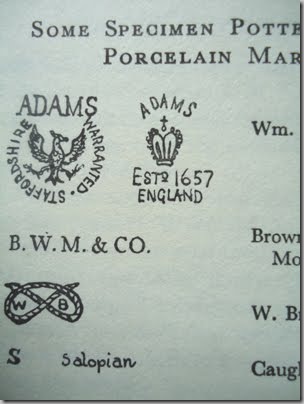 SOME SPECIMEN POTTE
PORCELAIN MAR
ADAMS
WARRANTED · STAFFORDSHIRE
ADAMS
ESTD 1657
ENGLAND
Wm.
B. W. M. & CO.
Brown
Mo
W B
W. B
S Salopian
Caugh